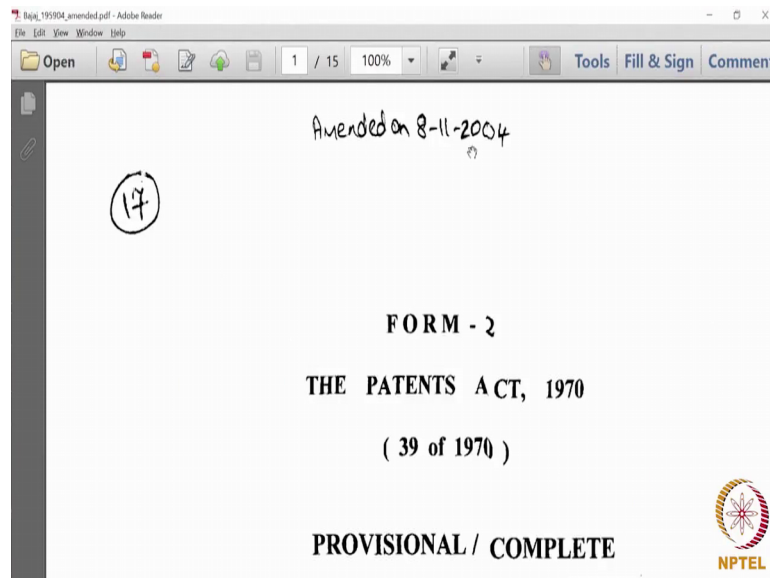 Bajaj_195904_amended.pdf - Adobe Reader
File Edit View Window Help
Open 1 / 15 100% Tools Fill & Sign Commen
Amended on 8-11-2004
17
FORM - 2
THE PATENTS ACT, 1970
( 39 of 1970 )
PROVISIONAL / COMPLETE
NPTEL